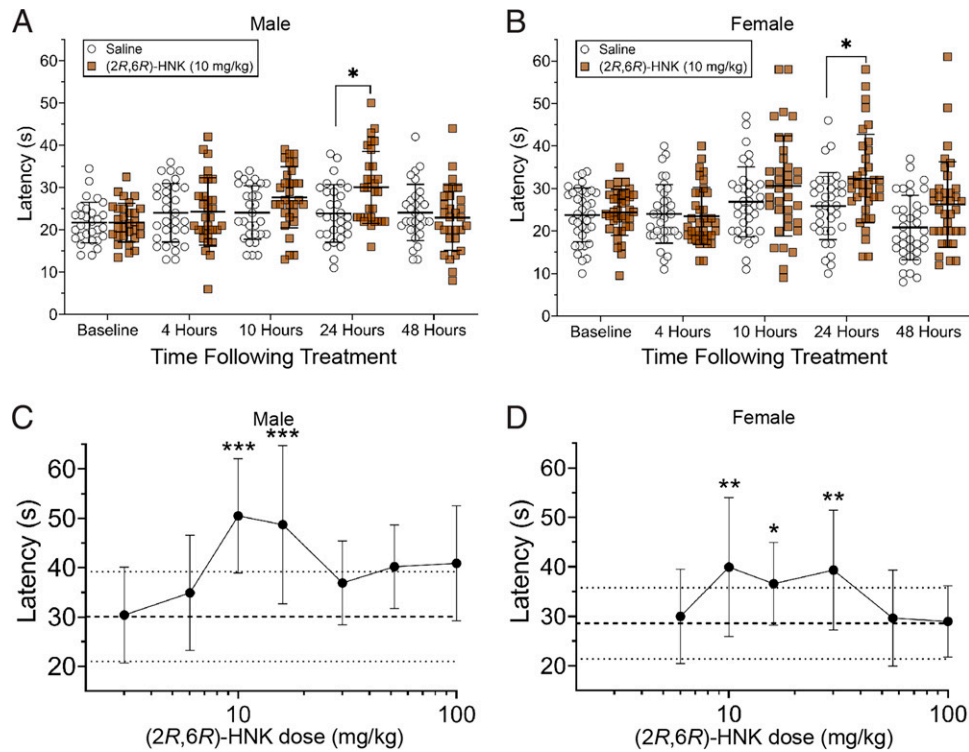 A
Male
Saline
(2R,6R)-HNK (10 mg/kg)
*
Latency (s)
60
50
40
30
20
10
0
Baseline 4 Hours 10 Hours 24 Hours 48 Hours
Time Following Treatment
B
Female
Saline
(2R,6R)-HNK (10 mg/kg)
*
Latency (s)
60
50
40
30
20
10
0
Baseline 4 Hours 10 Hours 24 Hours 48 Hours
Time Following Treatment
C
Male
*** ***
Latency (s)
60
50
40
30
20
10 100
(2R,6R)-HNK dose (mg/kg)
D
Female
** * **
Latency (s)
60
50
40
30
20
10 100
(2R,6R)-HNK dose (mg/kg)